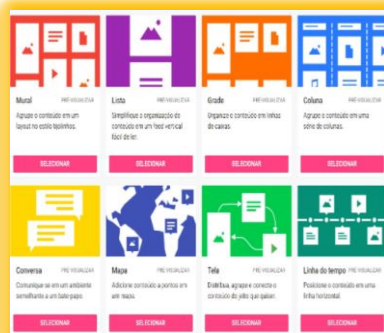 Mural PRÉ-VISUALIZAR
Agrupe o conteúdo em um
layout no estilo tijolinhos.
SELECIONAR
Lista PRÉ-VISUALIZAR
Simplifique a organização do
conteúdo em um feed vertical
fácil de ler.
SELECIONAR
Grade PRÉ-VISUALIZAR
Organize o conteúdo em linhas
de caixas.
SELECIONAR
Coluna PRÉ-VISUALIZAR
Agrupe o conteúdo em uma
série de colunas.
SELECIONAR
Conversa PRÉ-VISUALIZAR
Comunique-se em um ambiente
semelhante a um bate-papo.
SELECIONAR
Mapa PRÉ-VISUALIZAR
Adicione conteúdo a pontos em
um mapa.
SELECIONAR
Tela PRÉ-VISUALIZAR
Distribua, agrupe e conecte o
conteúdo do jeito que quiser.
SELECIONAR
Linha do tempo PRÉ-VISUALIZAR
Posicione o conteúdo em uma
linha horizontal.
SELECIONAR